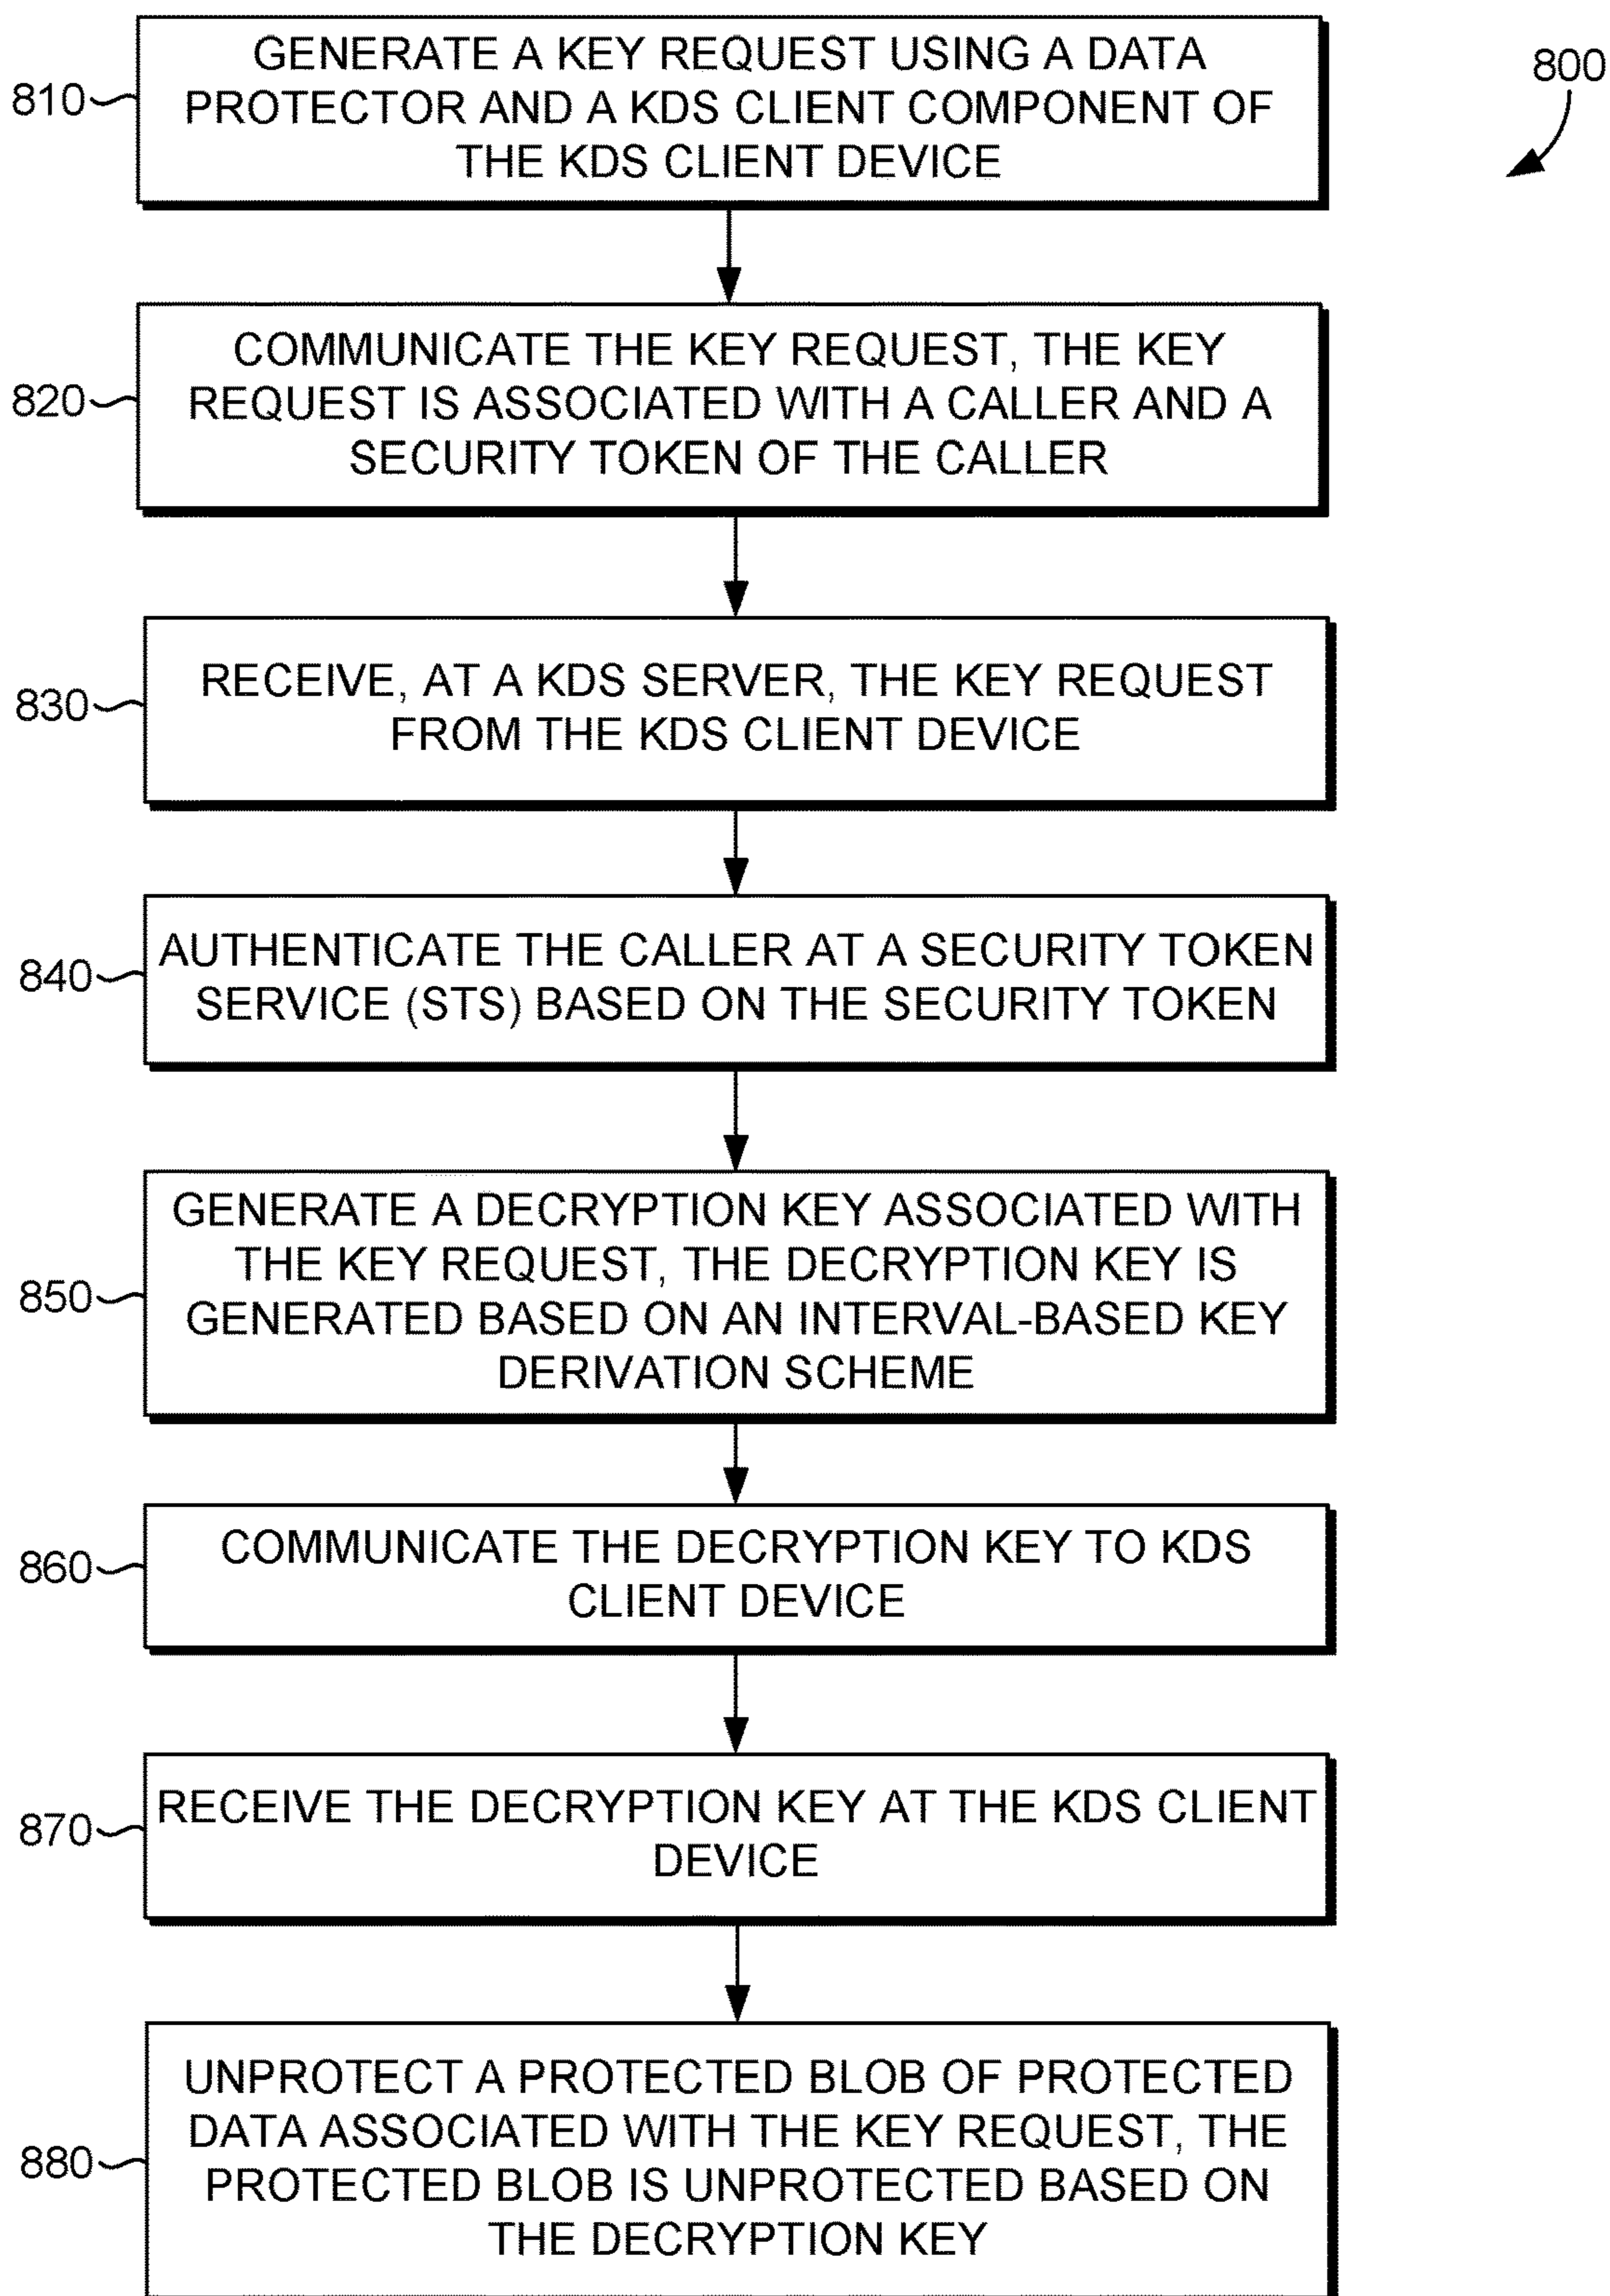 800
810
GENERATE A KEY REQUEST USING A DATA
PROTECTOR AND A KDS CLIENT COMPONENT OF
THE KDS CLIENT DEVICE
820
COMMUNICATE THE KEY REQUEST, THE KEY
REQUEST IS ASSOCIATED WITH A CALLER AND A
SECURITY TOKEN OF THE CALLER
830
RECEIVE, AT A KDS SERVER, THE KEY REQUEST
FROM THE KDS CLIENT DEVICE
840
AUTHENTICATE THE CALLER AT A SECURITY TOKEN
SERVICE (STS) BASED ON THE SECURITY TOKEN
850
GENERATE A DECRYPTION KEY ASSOCIATED WITH
THE KEY REQUEST, THE DECRYPTION KEY IS
GENERATED BASED ON AN INTERVAL-BASED KEY
DERIVATION SCHEME
860
COMMUNICATE THE DECRYPTION KEY TO KDS
CLIENT DEVICE
870
RECEIVE THE DECRYPTION KEY AT THE KDS CLIENT
DEVICE
880
UNPROTECT A PROTECTED BLOB OF PROTECTED
DATA ASSOCIATED WITH THE KEY REQUEST, THE
PROTECTED BLOB IS UNPROTECTED BASED ON
THE DECRYPTION KEY